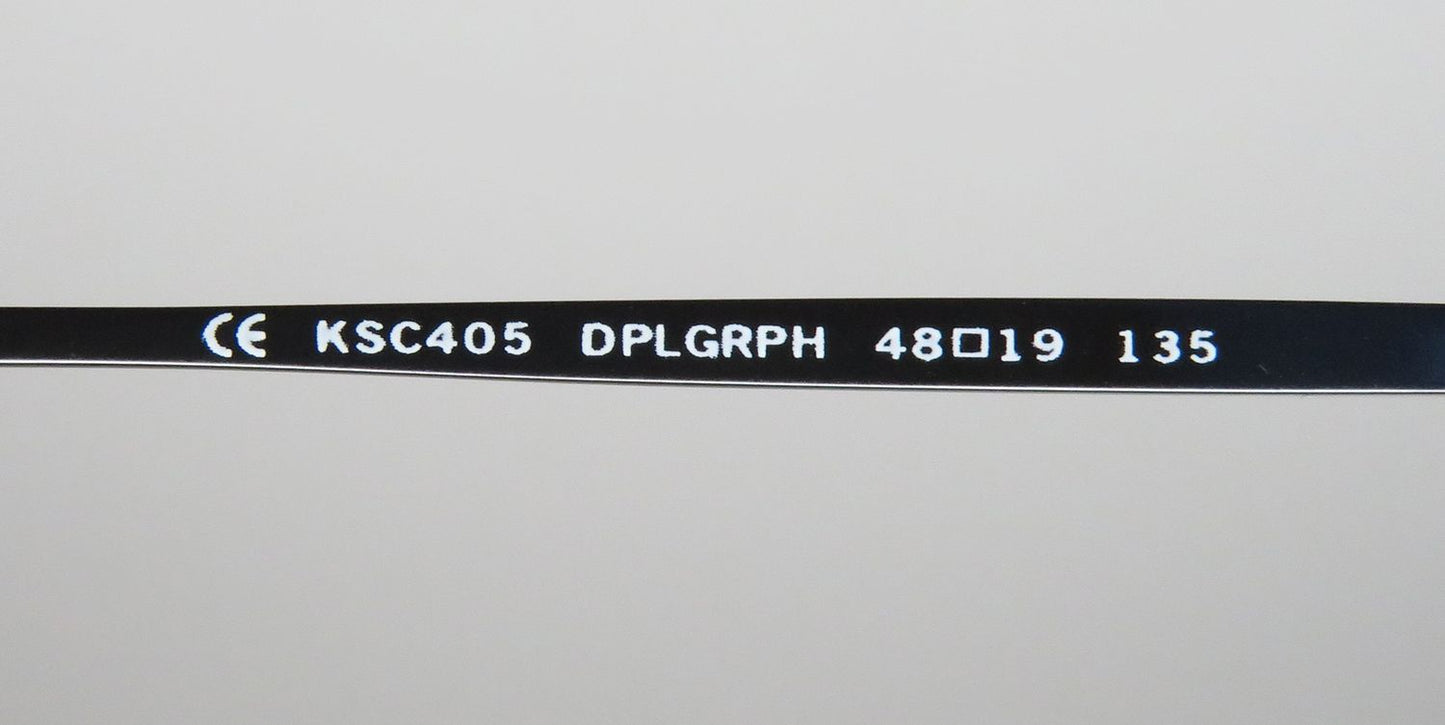 CE KSC405 DPLGRPH 48□19 135